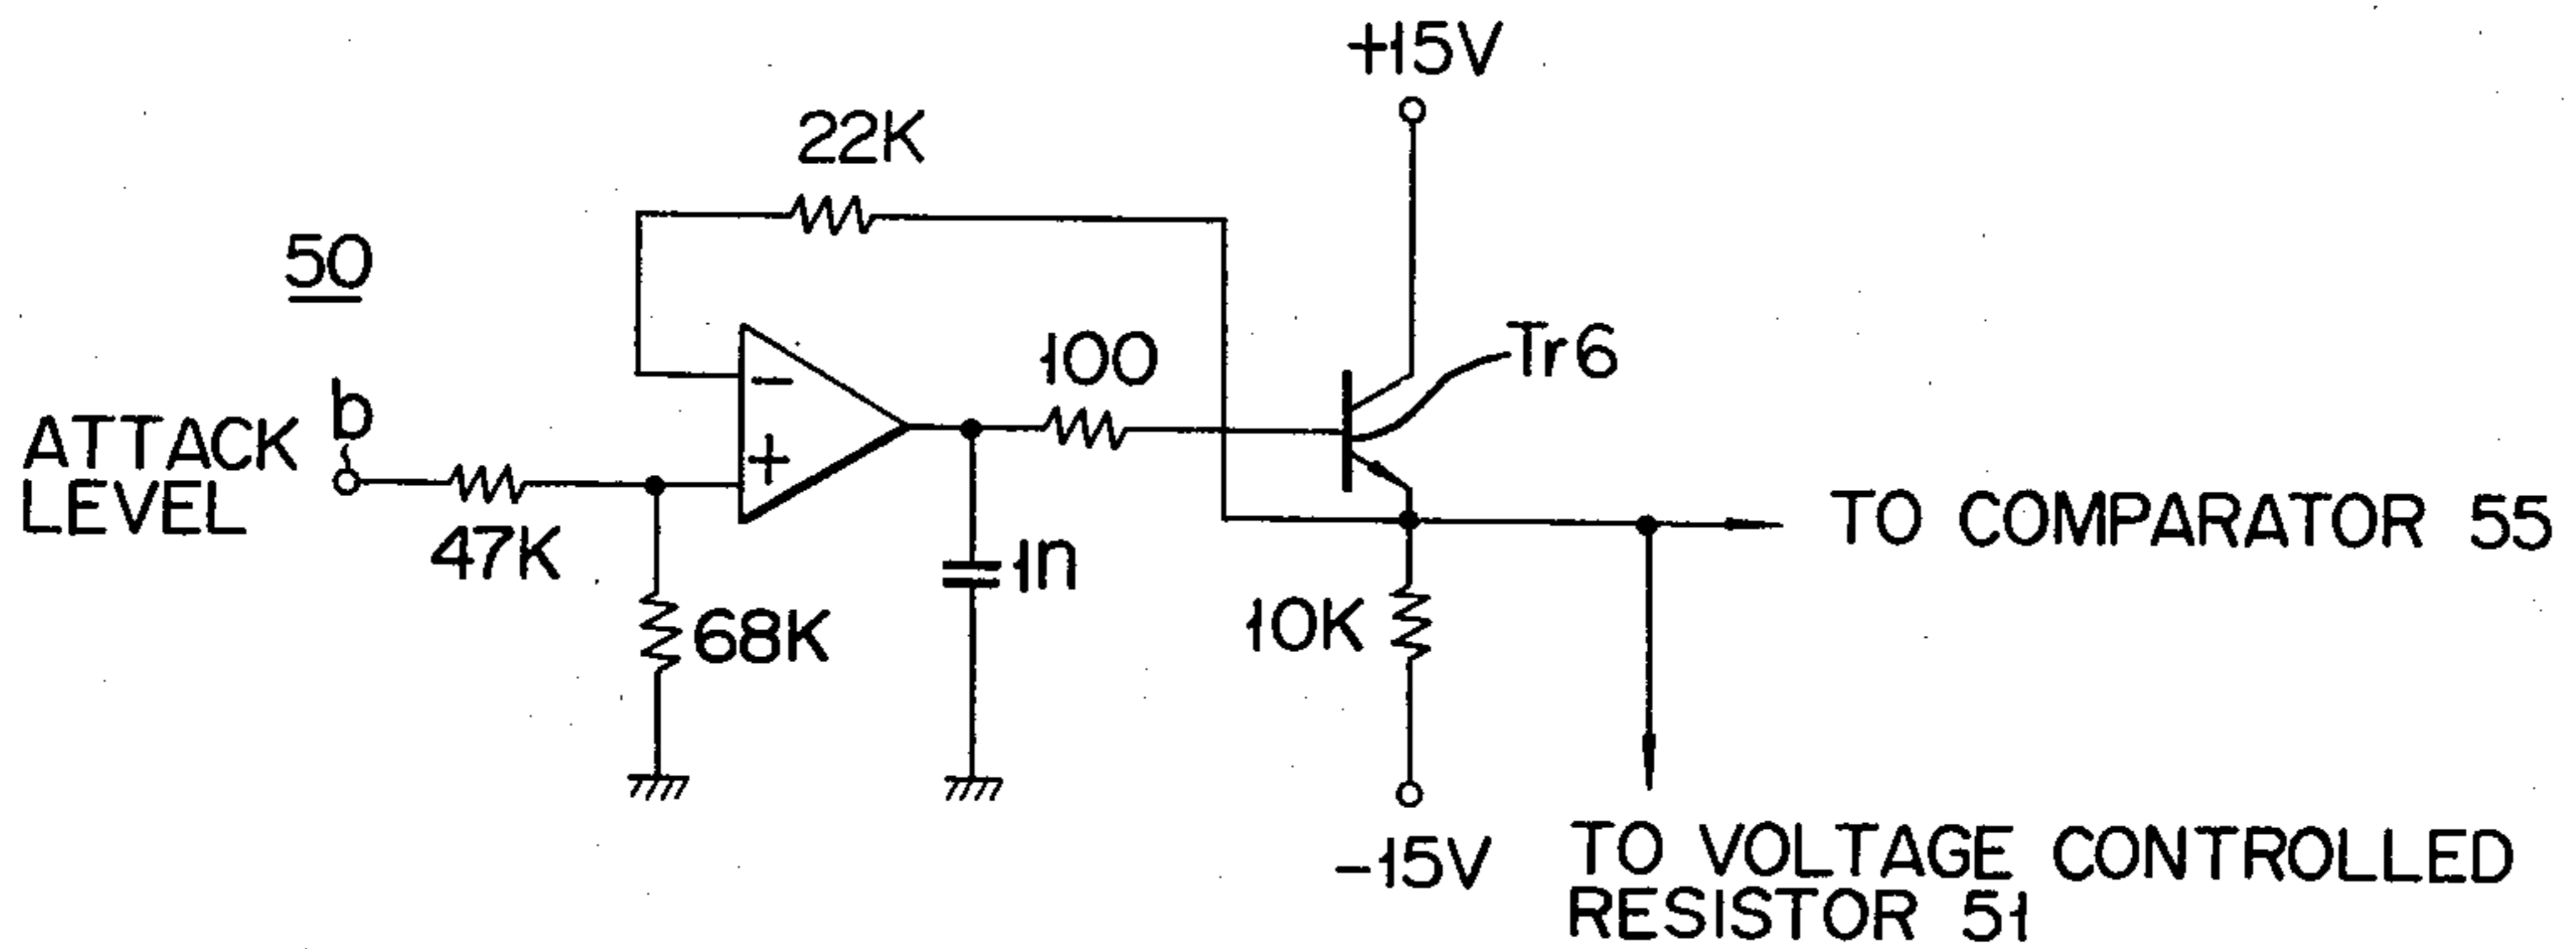 +15V
22K
50
100
Tr6
b
ATTACK
LEVEL
−
+
47K
68K
1n
10K
TO COMPARATOR 55
-15V
TO VOLTAGE CONTROLLED
RESISTOR 51